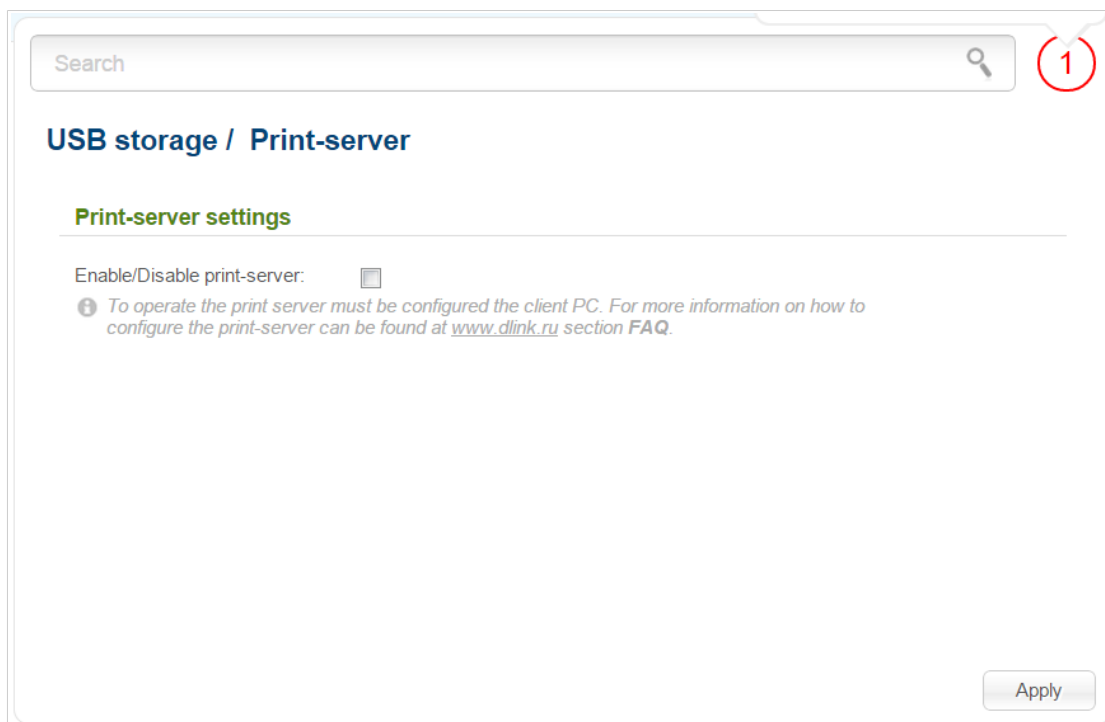 Search
1
USB storage /  Print-server
Print-server settings
Enable/Disable print-server:
To operate the print server must be configured the client PC. For more information on how to
configure the print-server can be found at www.dlink.ru section FAQ.
Apply